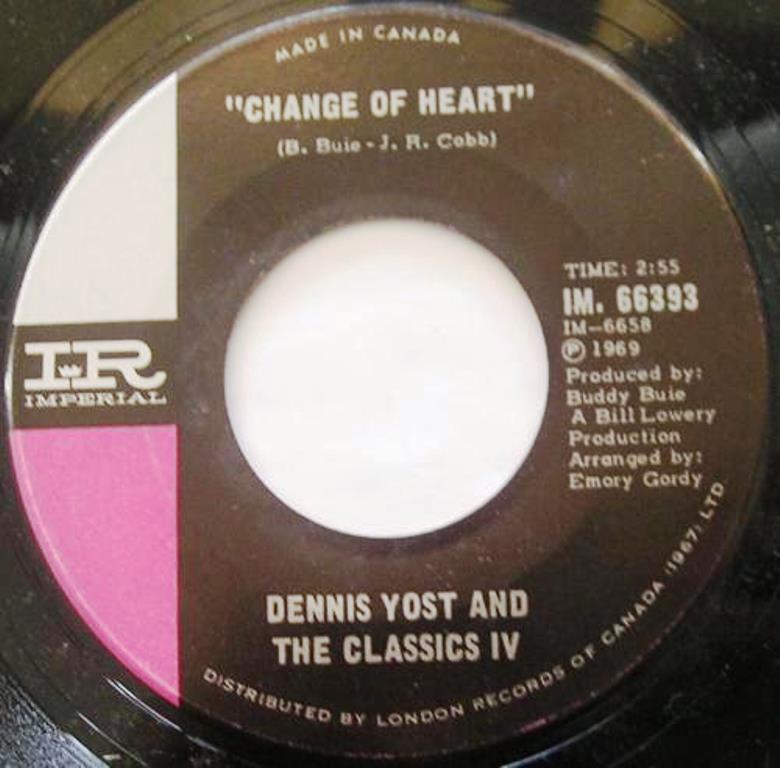 MADE IN CANADA
"CHANGE OF HEART"
(B. Buie - J. R. Cobb)
TIME: 2:55
IM. 66393
IM-6658
Ⓟ 1969
Produced by:
Buddy Buie
A Bill Lowery
Production
Arranged by:
Emory Gordy
IR
IMPERIAL
DENNIS YOST AND
THE CLASSICS IV
DISTRIBUTED BY LONDON RECORDS OF CANADA (1967) LTD